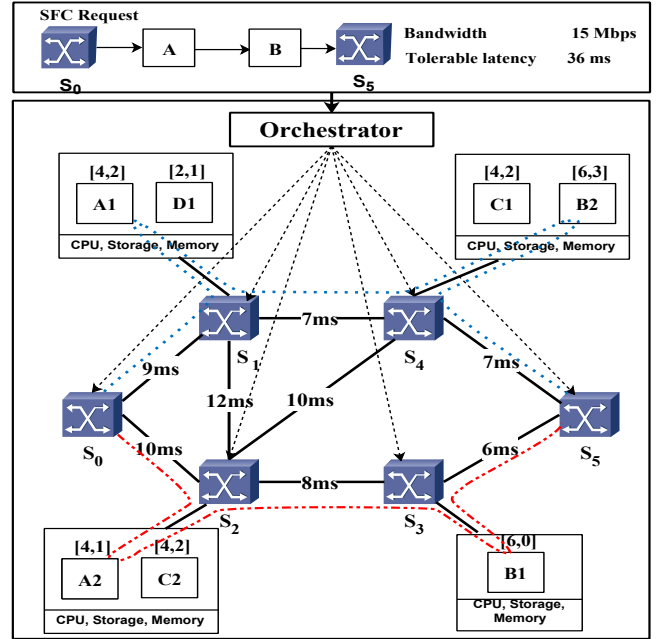 SFC Request
A
B
S0
S5
Bandwidth 15 Mbps
Tolerable latency 36 ms
Orchestrator
[4,2] [2,1]
A1 D1
CPU, Storage, Memory
[4,2] [6,3]
C1 B2
CPU, Storage, Memory
S1
7ms
S4
9ms
7ms
12ms
10ms
S0
10ms
S5
6ms
8ms
S2
S3
[4,1] [4,2]
A2 C2
CPU, Storage, Memory
[6,0]
B1
CPU, Storage,
Memory